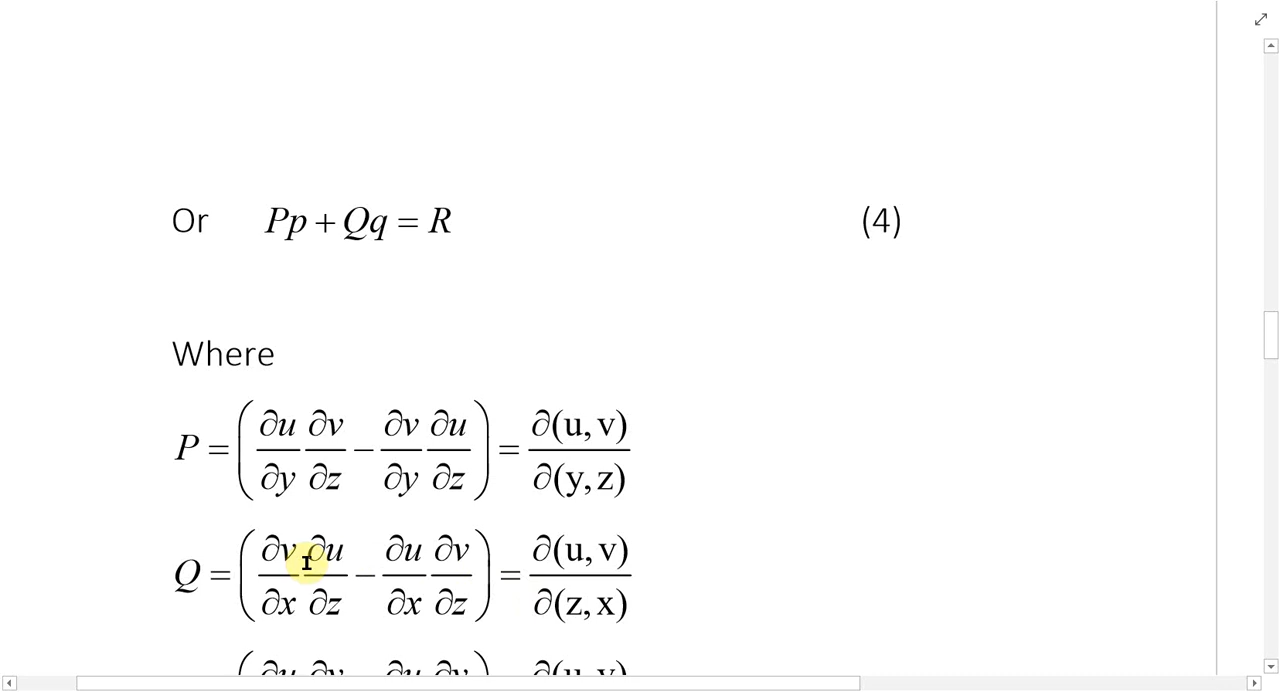 Or Pp + Qq = R (4)
Where
P = ( ∂u/∂y ∂v/∂z − ∂v/∂y ∂u/∂z ) = ∂(u, v)/∂(y, z)
Q = ( ∂v/∂x ∂u/∂z − ∂u/∂x ∂v/∂z ) = ∂(u, v)/∂(z, x)